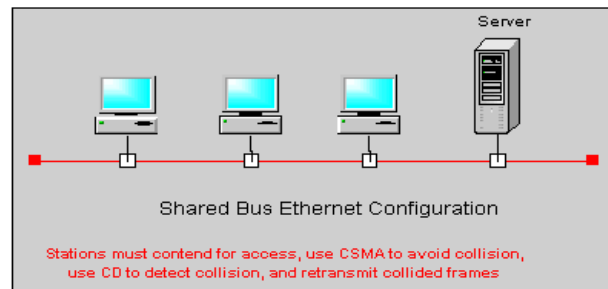 Server
Shared Bus Ethernet Configuration
Stations must contend for access, use CSMA to avoid collision,
use CD to detect collision, and retransmit collided frames